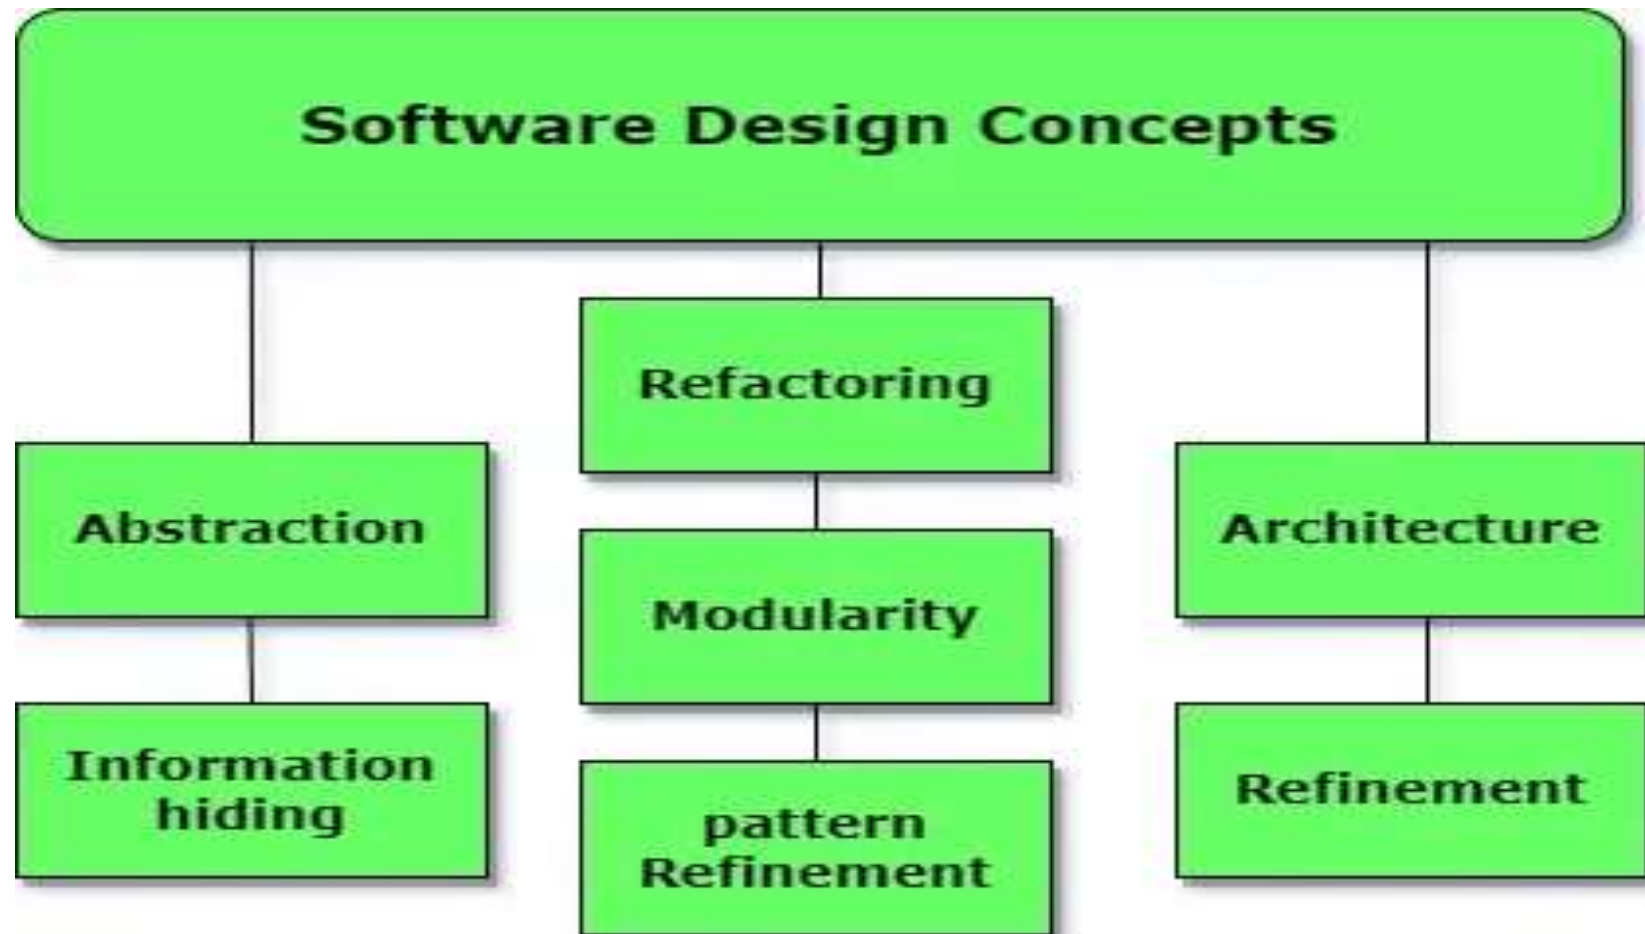 Software Design Concepts
Refactoring
Abstraction
Architecture
Modularity
Information
hiding
Refinement
pattern
Refinement